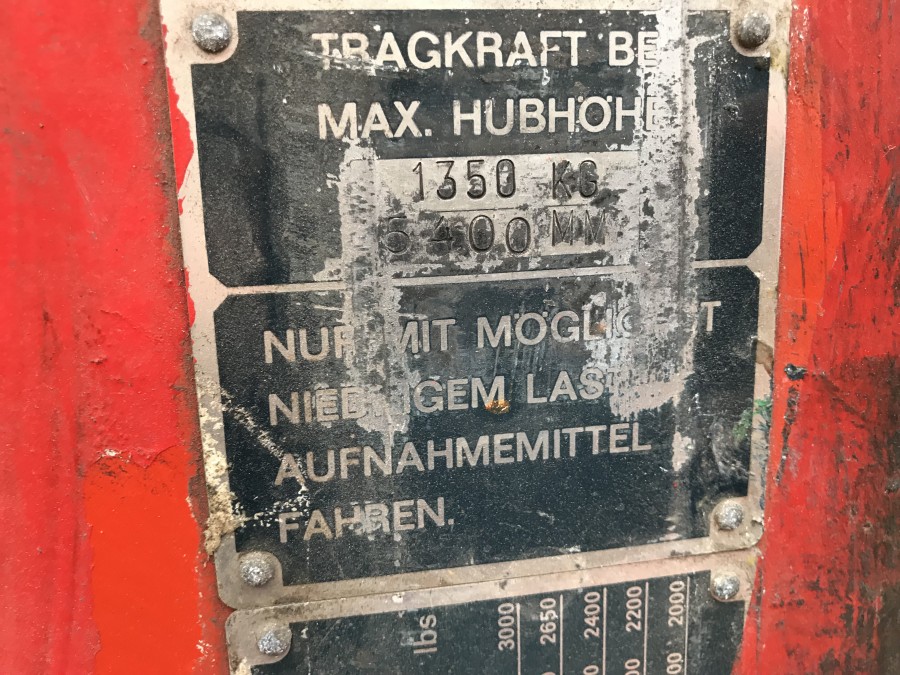 TRAGKRAFT BEI
MAX. HUBHÖHE
1350 KG
5400 MM
NUR MIT MÖGLICHST
NIEDRIGEM LAST
AUFNAHMEMITTEL
FAHREN.
lbs 3000 2650 2400 2200 2000